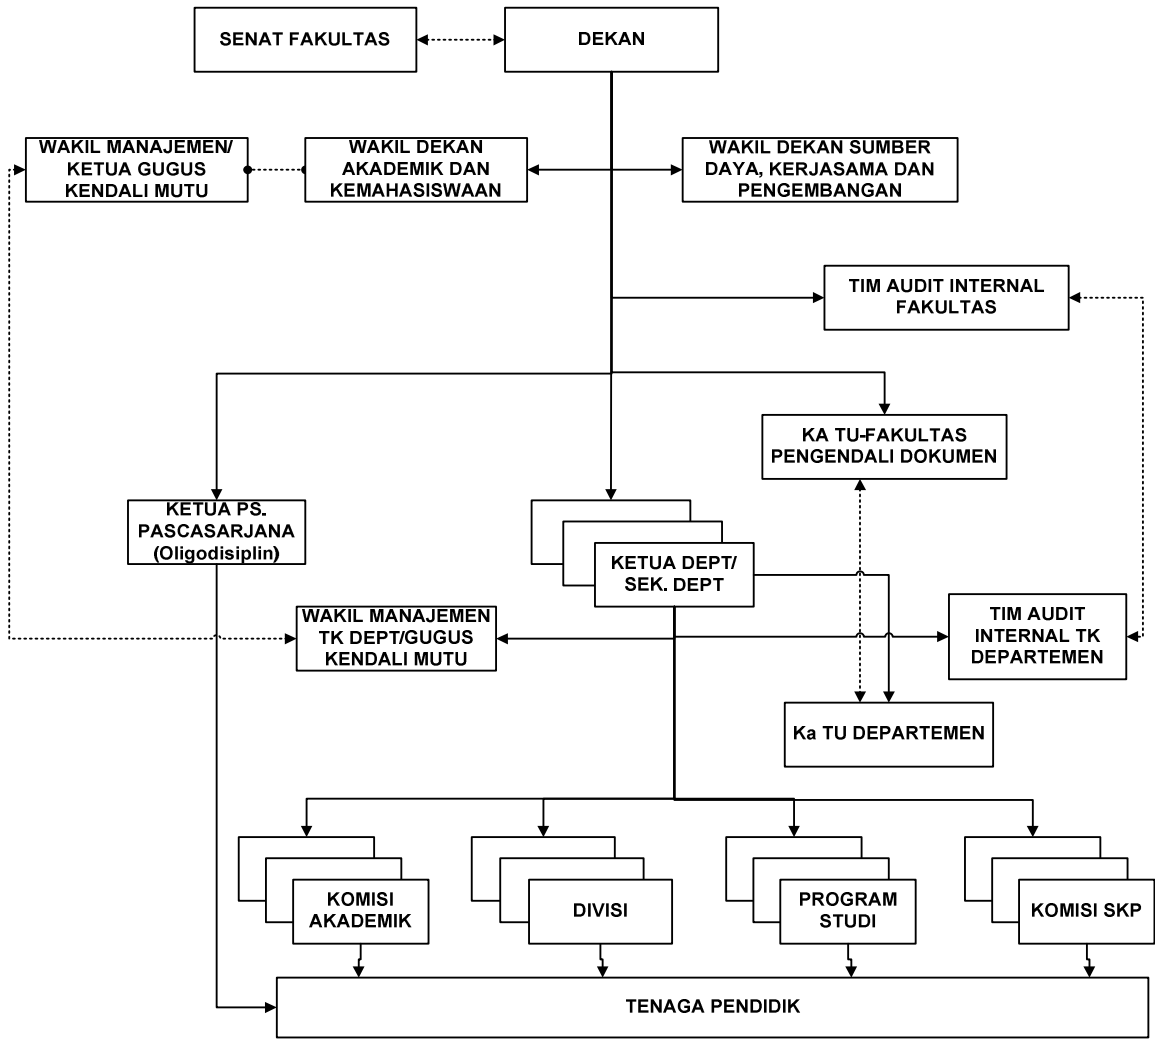 SENAT FAKULTAS
DEKAN
WAKIL MANAJEMEN/
KETUA GUGUS
KENDALI MUTU
WAKIL DEKAN
AKADEMIK DAN
KEMAHASISWAAN
WAKIL DEKAN SUMBER
DAYA, KERJASAMA DAN
PENGEMBANGAN
TIM AUDIT INTERNAL
FAKULTAS
KA TU-FAKULTAS
PENGENDALI DOKUMEN
KETUA PS.
PASCASARJANA
(Oligodisiplin)
KETUA DEPT/
SEK. DEPT
WAKIL MANAJEMEN
TK DEPT/GUGUS
KENDALI MUTU
TIM AUDIT
INTERNAL TK
DEPARTEMEN
Ka TU DEPARTEMEN
KOMISI
AKADEMIK
DIVISI
PROGRAM
STUDI
KOMISI SKP
TENAGA PENDIDIK